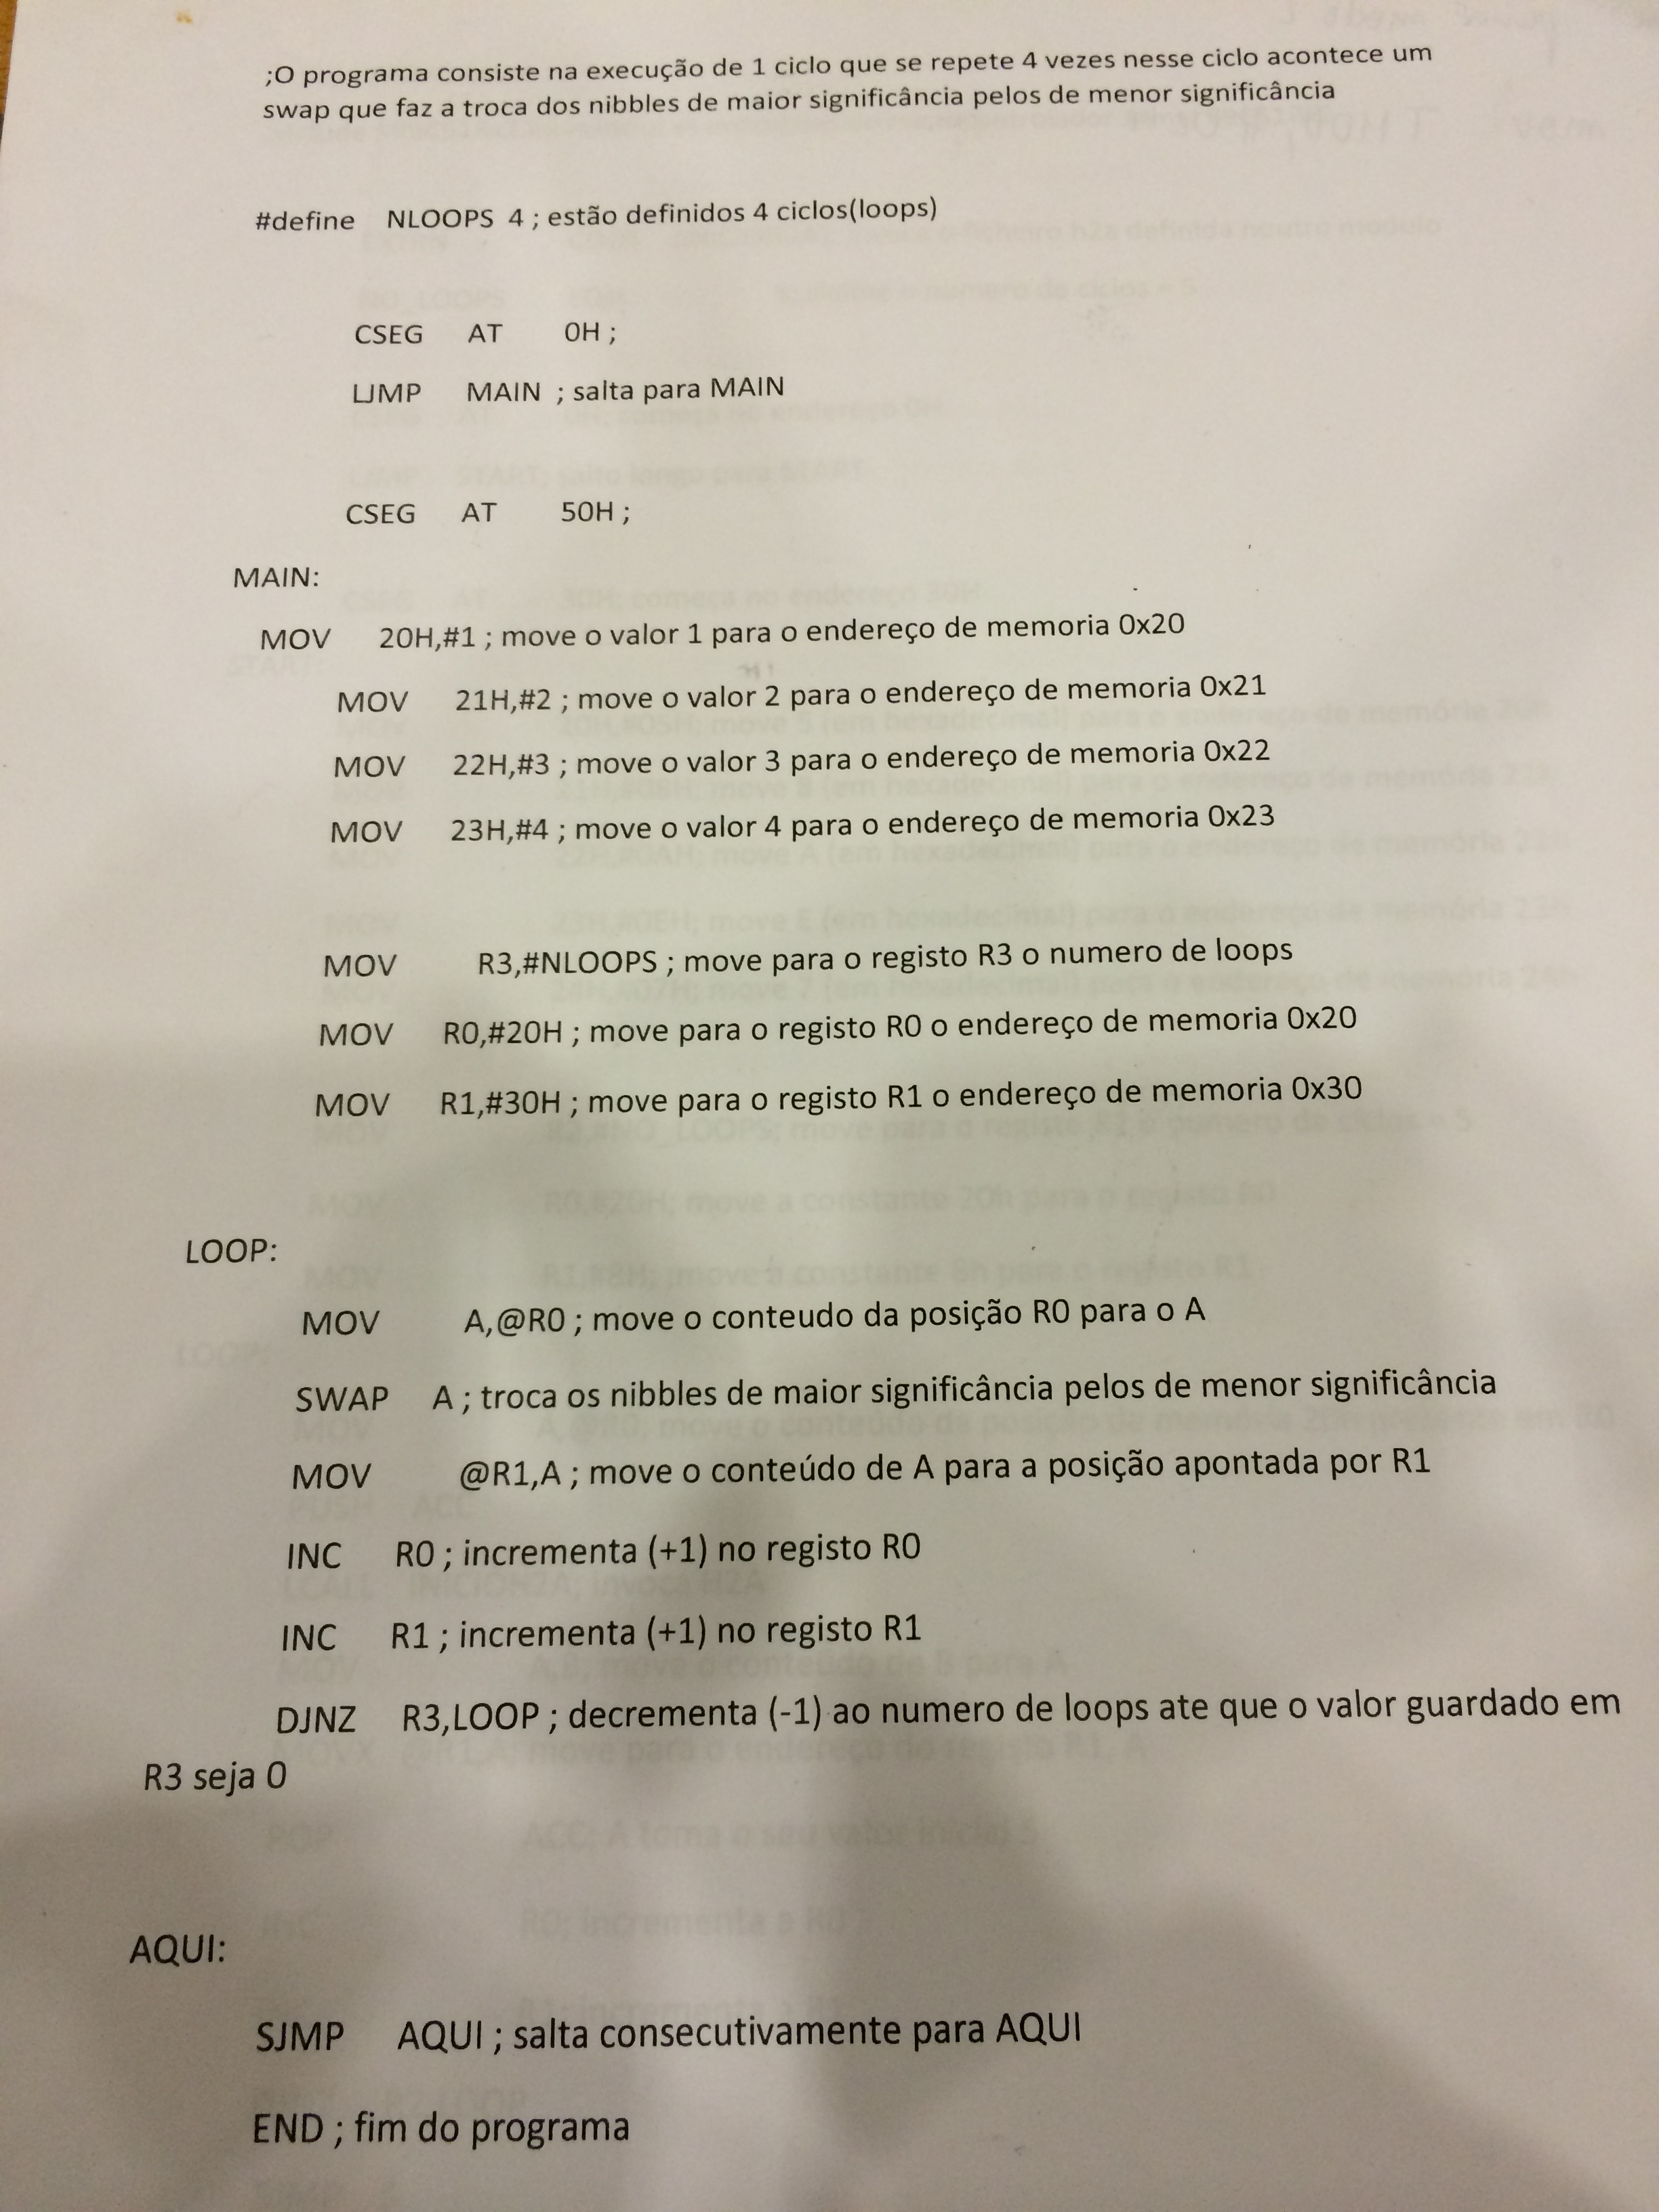 ;O programa consiste na execução de 1 ciclo que se repete 4 vezes nesse ciclo acontece um
swap que faz a troca dos nibbles de maior significância pelos de menor significância
#define NLOOPS 4 ; estão definidos 4 ciclos(loops)
CSEG AT 0H ;
LJMP MAIN ; salta para MAIN
CSEG AT 50H ;
MAIN:
MOV 20H,#1 ; move o valor 1 para o endereço de memoria 0x20
MOV 21H,#2 ; move o valor 2 para o endereço de memoria 0x21
MOV 22H,#3 ; move o valor 3 para o endereço de memoria 0x22
MOV 23H,#4 ; move o valor 4 para o endereço de memoria 0x23
MOV R3,#NLOOPS ; move para o registo R3 o numero de loops
MOV R0,#20H ; move para o registo R0 o endereço de memoria 0x20
MOV R1,#30H ; move para o registo R1 o endereço de memoria 0x30
LOOP:
MOV A,@R0 ; move o conteudo da posição R0 para o A
SWAP A ; troca os nibbles de maior significância pelos de menor significância
MOV @R1,A ; move o conteúdo de A para a posição apontada por R1
INC R0 ; incrementa (+1) no registo R0
INC R1 ; incrementa (+1) no registo R1
DJNZ R3,LOOP ; decrementa (-1) ao numero de loops ate que o valor guardado em
R3 seja 0
AQUI:
SJMP AQUI ; salta consecutivamente para AQUI
END ; fim do programa